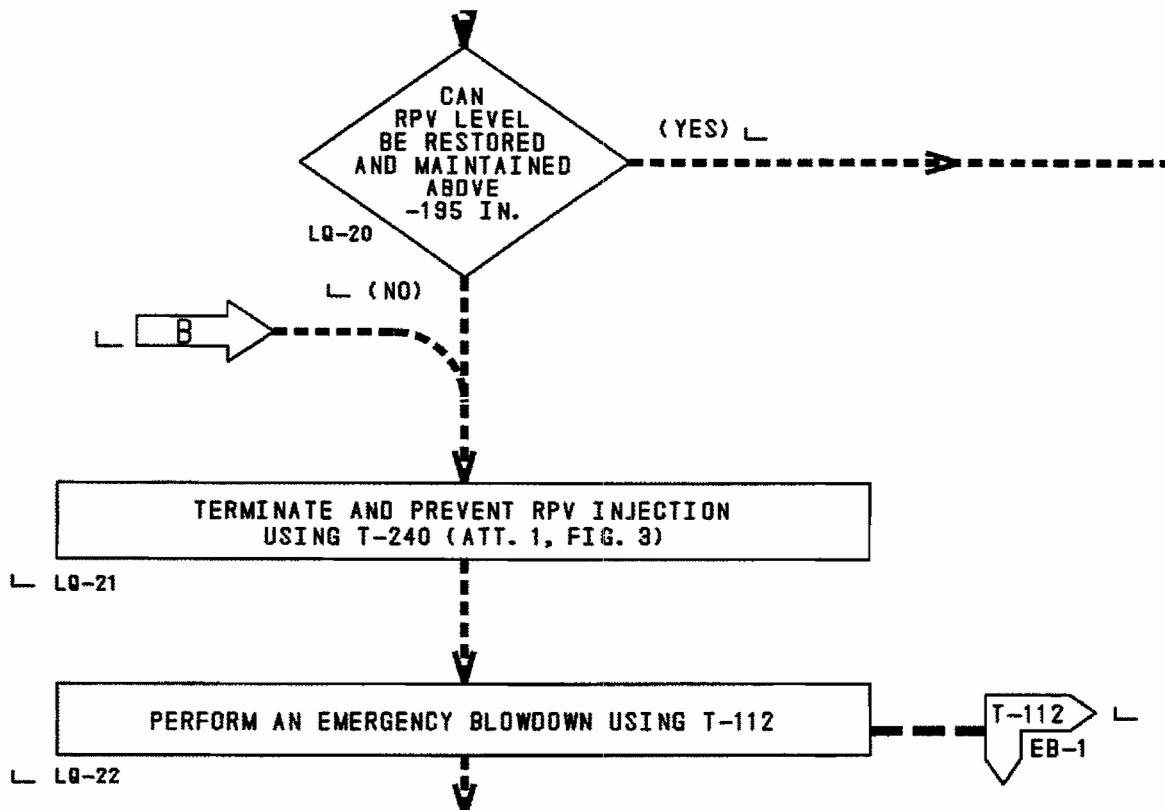 CAN
RPV LEVEL
BE RESTORED
AND MAINTAINED
ABOVE
-195 IN.
LQ-20
(YES)
(NO)
B
TERMINATE AND PREVENT RPV INJECTION
USING T-240 (ATT. 1, FIG. 3)
LQ-21
PERFORM AN EMERGENCY BLOWDOWN USING T-112
T-112
EB-1
LQ-22